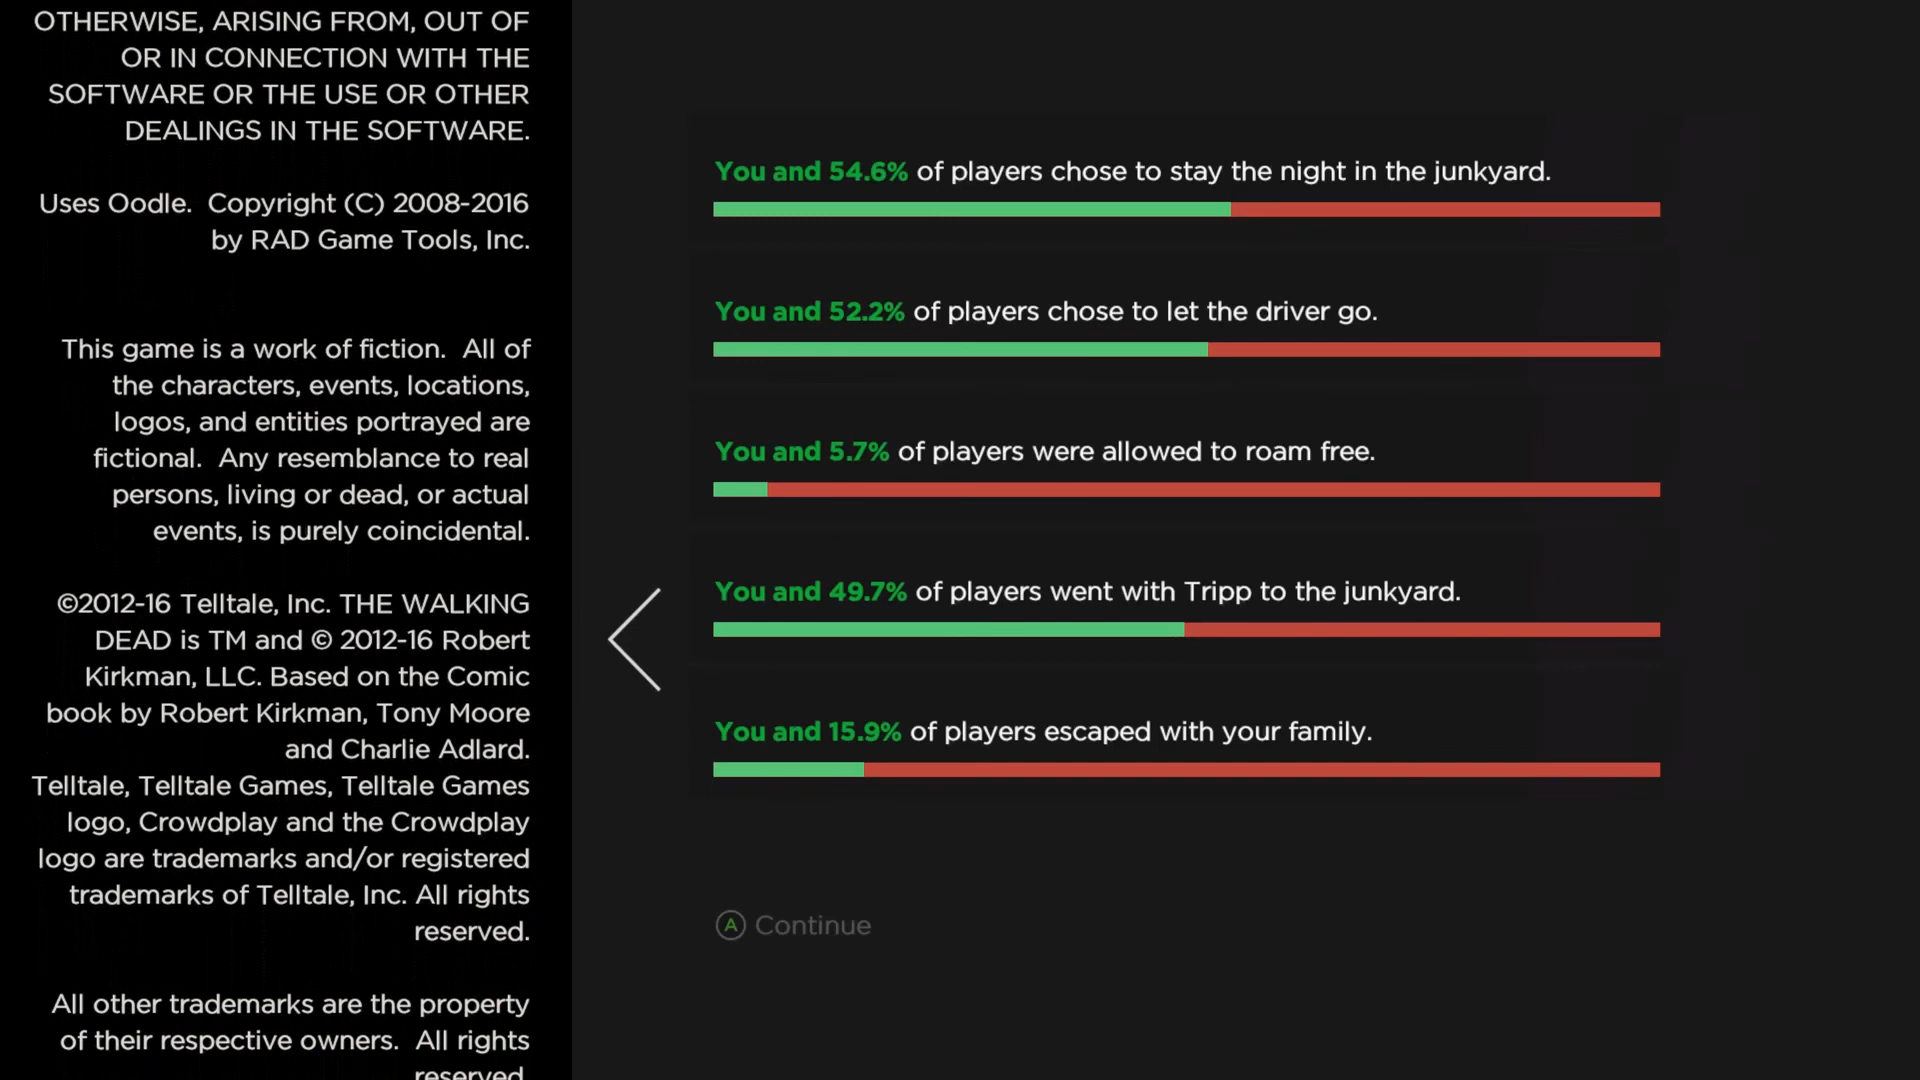 OTHERWISE, ARISING FROM, OUT OF
OR IN CONNECTION WITH THE
SOFTWARE OR THE USE OR OTHER
DEALINGS IN THE SOFTWARE.
Uses Oodle.  Copyright (C) 2008-2016
by RAD Game Tools, Inc.
This game is a work of fiction.  All of
the characters, events, locations,
logos, and entities portrayed are
fictional.  Any resemblance to real
persons, living or dead, or actual
events, is purely coincidental.
©2012-16 Telltale, Inc. THE WALKING
DEAD is TM and © 2012-16 Robert
Kirkman, LLC. Based on the Comic
book by Robert Kirkman, Tony Moore
and Charlie Adlard.
Telltale, Telltale Games, Telltale Games
logo, Crowdplay and the Crowdplay
logo are trademarks and/or registered
trademarks of Telltale, Inc. All rights
reserved.
All other trademarks are the property
of their respective owners.  All rights
reserved.
You and 54.6% of players chose to stay the night in the junkyard.
You and 52.2% of players chose to let the driver go.
You and 5.7% of players were allowed to roam free.
You and 49.7% of players went with Tripp to the junkyard.
You and 15.9% of players escaped with your family.
A Continue